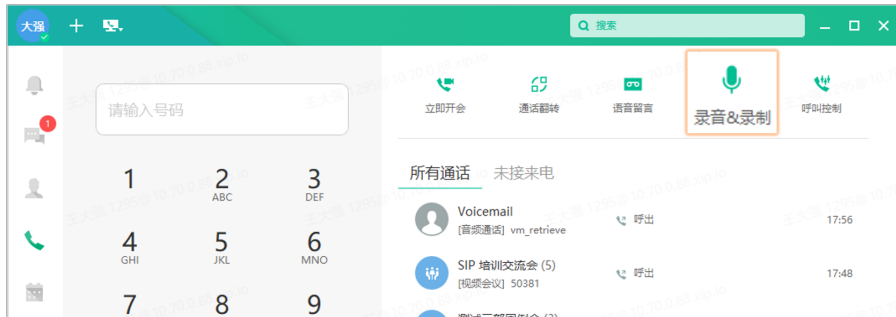 大强
搜索
1
请输入号码
立即开会
通话翻转
语音留言
录音&录制
呼叫控制
所有通话 未接来电
1
2 ABC
3 DEF
4 GHI
5 JKL
6 MNO
7
8
9
Voicemail
[音频通话] vm_retrieve
呼出
17:56
SIP 培训交流会 (5)
[视频会议] 50381
呼出
17:48